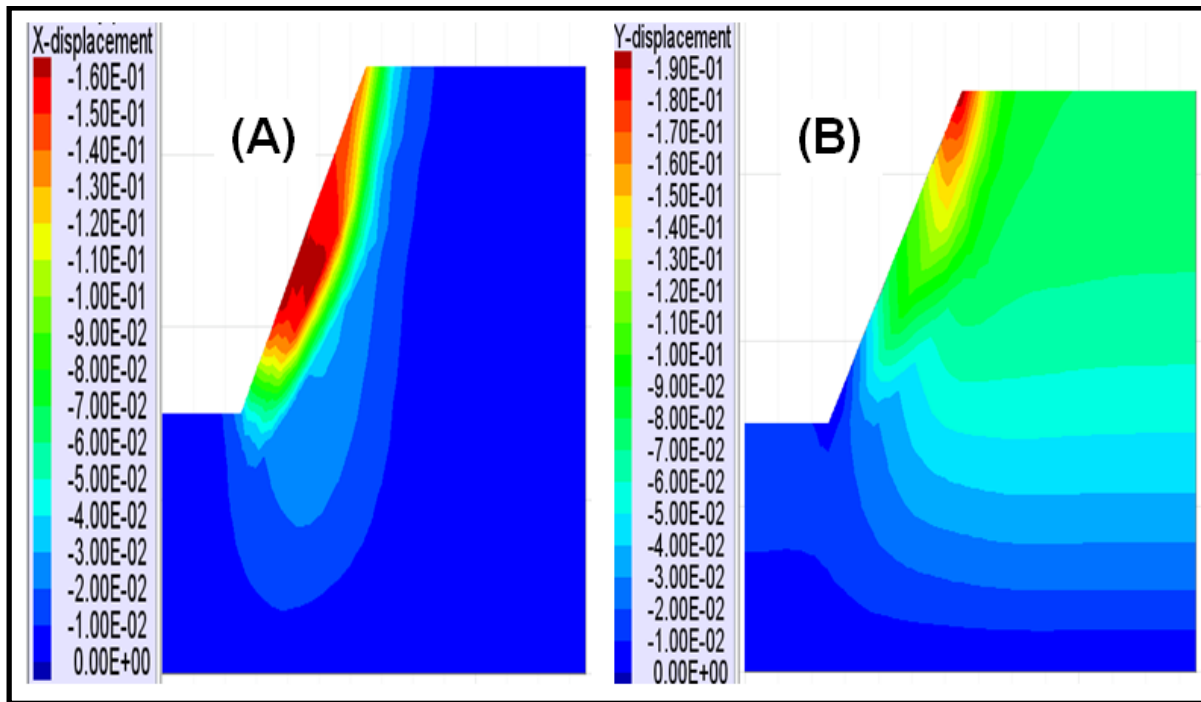 X-displacement
-1.60E-01
-1.50E-01
-1.40E-01
-1.30E-01
-1.20E-01
-1.10E-01
-1.00E-01
-9.00E-02
-8.00E-02
-7.00E-02
-6.00E-02
-5.00E-02
-4.00E-02
-3.00E-02
-2.00E-02
-1.00E-02
0.00E+00
(A)
Y-displacement
-1.90E-01
-1.80E-01
-1.70E-01
-1.60E-01
-1.50E-01
-1.40E-01
-1.30E-01
-1.20E-01
-1.10E-01
-1.00E-01
-9.00E-02
-8.00E-02
-7.00E-02
-6.00E-02
-5.00E-02
-4.00E-02
-3.00E-02
-2.00E-02
-1.00E-02
0.00E+00
(B)